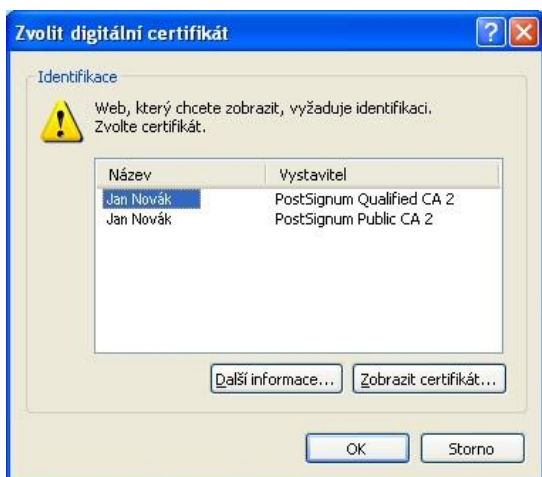 Zvolit digitální certifikát
Identifikace
Web, který chcete zobrazit, vyžaduje identifikaci.
Zvolte certifikát.
Název Vystavitel
Jan Novák PostSignum Qualified CA 2
Jan Novák PostSignum Public CA 2
Další informace... Zobrazit certifikát...
OK Storno